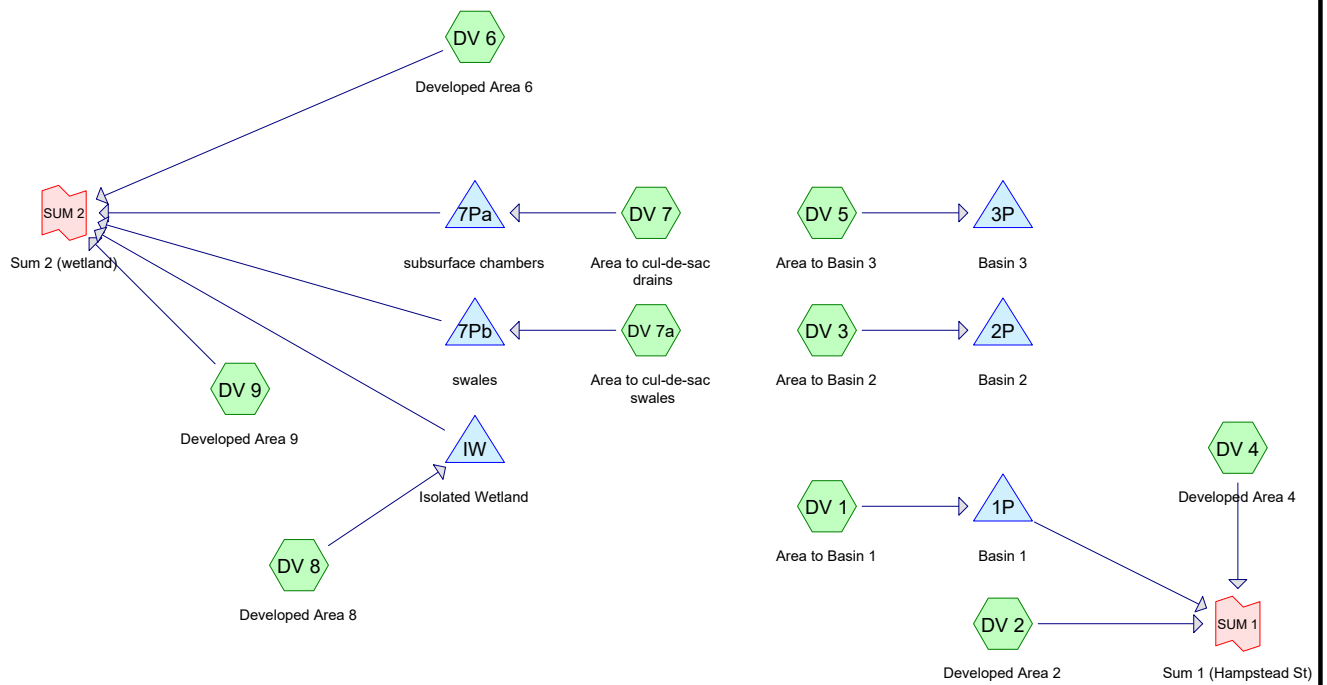 DV 6
Developed Area 6
SUM 2
Sum 2 (wetland)
7Pa
subsurface chambers
DV 7
Area to cul-de-sac
drains
DV 5
Area to Basin 3
3P
Basin 3
7Pb
swales
DV 7a
Area to cul-de-sac
swales
DV 3
Area to Basin 2
2P
Basin 2
DV 9
Developed Area 9
IW
Isolated Wetland
DV 4
Developed Area 4
DV 1
Area to Basin 1
1P
Basin 1
DV 8
Developed Area 8
DV 2
Developed Area 2
SUM 1
Sum 1 (Hampstead St)